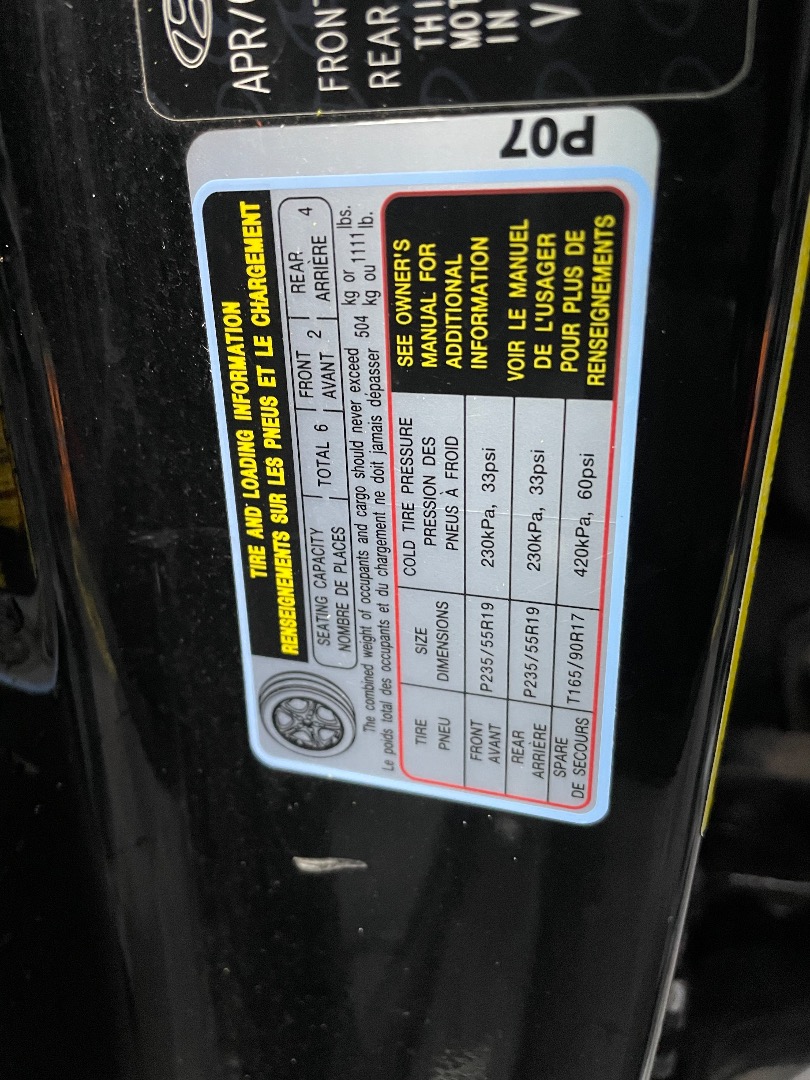 APR/
FRONT
REAR
THI
MOT
IN
V
P07
TIRE AND LOADING INFORMATION
RENSEIGNEMENTS SUR LES PNEUS ET LE CHARGEMENT
SEATING CAPACITY TOTAL 6 FRONT 2 REAR 4
NOMBRE DE PLACES AVANT ARRIÈRE
The combined weight of occupants and cargo should never exceed 504 kg or 1111 lbs.
Le poids total des occupants et du chargement ne doit jamais dépasser kg ou lb.
TIRE SIZE COLD TIRE PRESSURE
PNEU DIMENSIONS PRESSION DES
PNEUS À FROID
FRONT P235/55R19 230kPa, 33psi
AVANT
REAR P235/55R19 230kPa, 33psi
ARRIÈRE
SPARE T165/90R17 420kPa, 60psi
DE SECOURS
SEE OWNER'S
MANUAL FOR
ADDITIONAL
INFORMATION
VOIR LE MANUEL
DE L'USAGER
POUR PLUS DE
RENSEIGNEMENTS